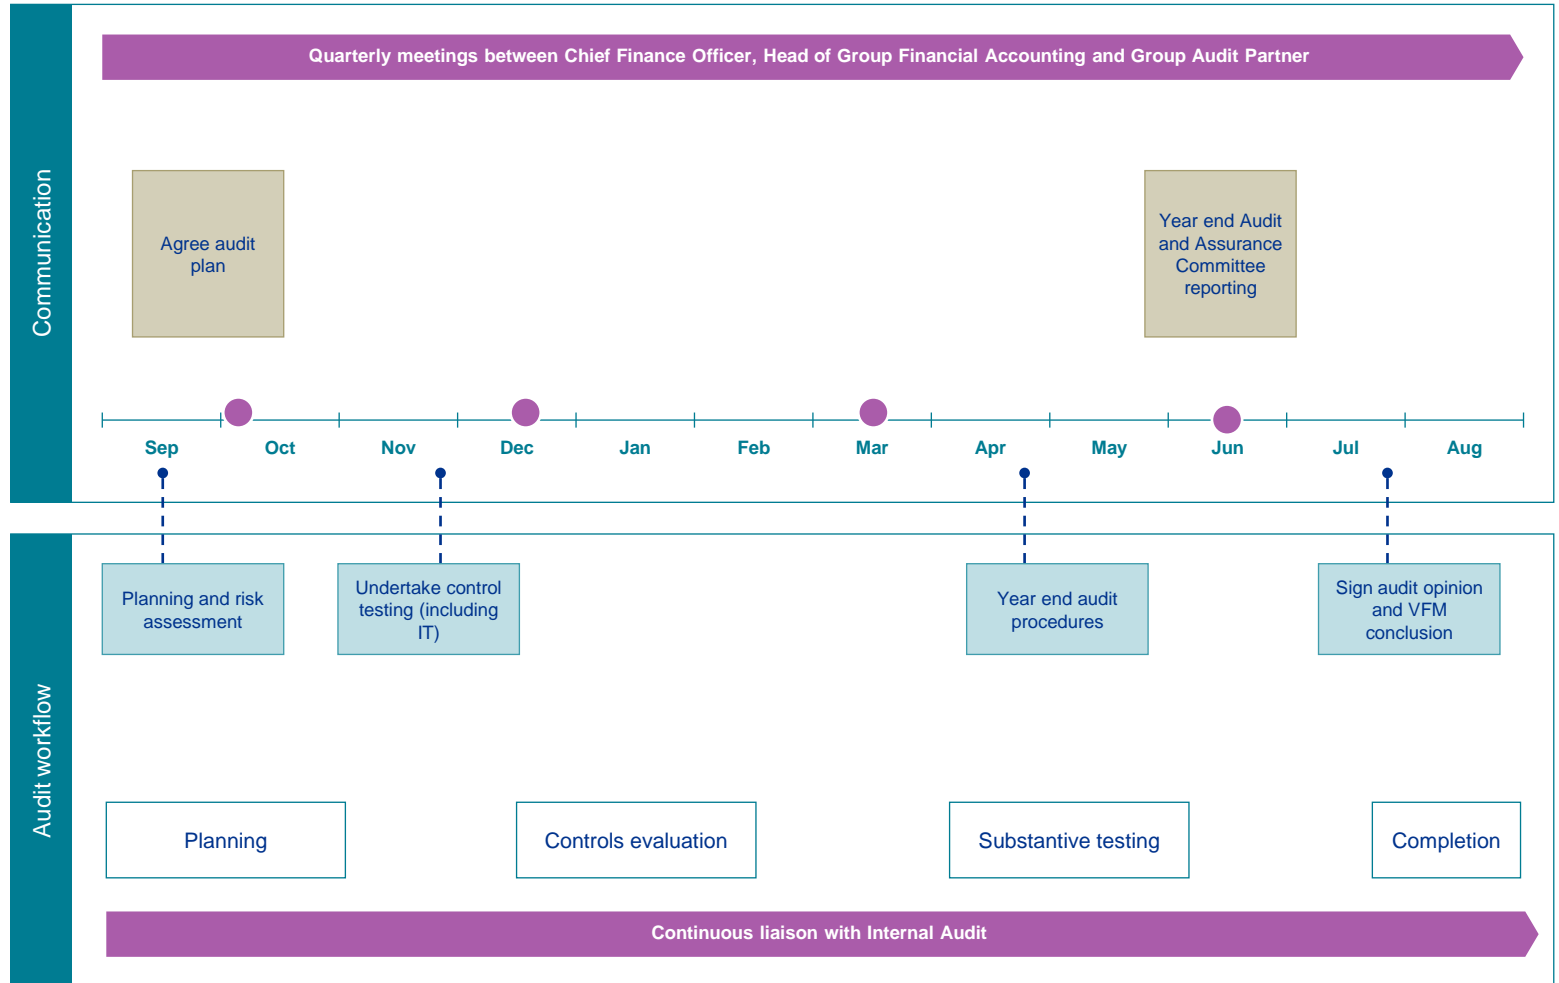 Communication
Quarterly meetings between Chief Finance Officer, Head of Group Financial Accounting and Group Audit Partner
Agree audit
plan
Year end Audit
and Assurance
Committee
reporting
Sep Oct Nov Dec Jan Feb Mar Apr May Jun Jul Aug
Audit workflow
Planning and risk
assessment
Undertake control
testing (including
IT)
Year end audit
procedures
Sign audit opinion
and VFM
conclusion
Planning
Controls evaluation
Substantive testing
Completion
Continuous liaison with Internal Audit